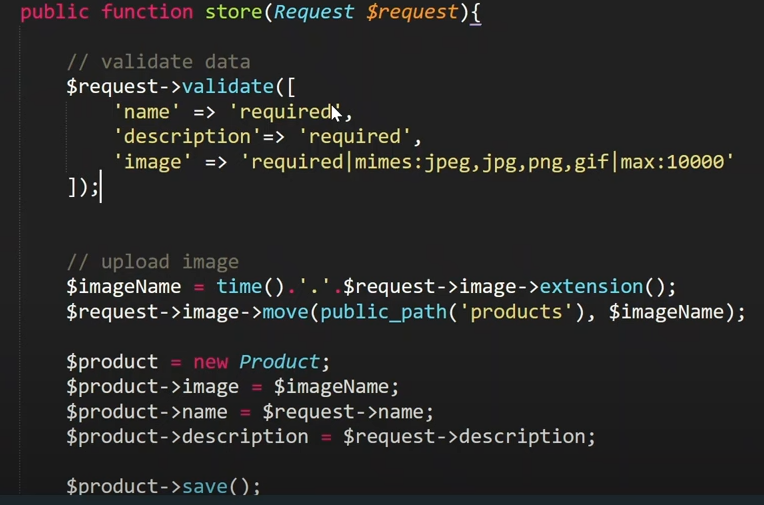 public function store(Request $request){
// validate data
$request->validate([
'name' => 'required',
'description'=> 'required',
'image' => 'required|mimes:jpeg,jpg,png,gif|max:10000'
]);
// upload image
$imageName = time().'.'.$request->image->extension();
$request->image->move(public_path('products'), $imageName);
$product = new Product;
$product->image = $imageName;
$product->name = $request->name;
$product->description = $request->description;
$product->save();